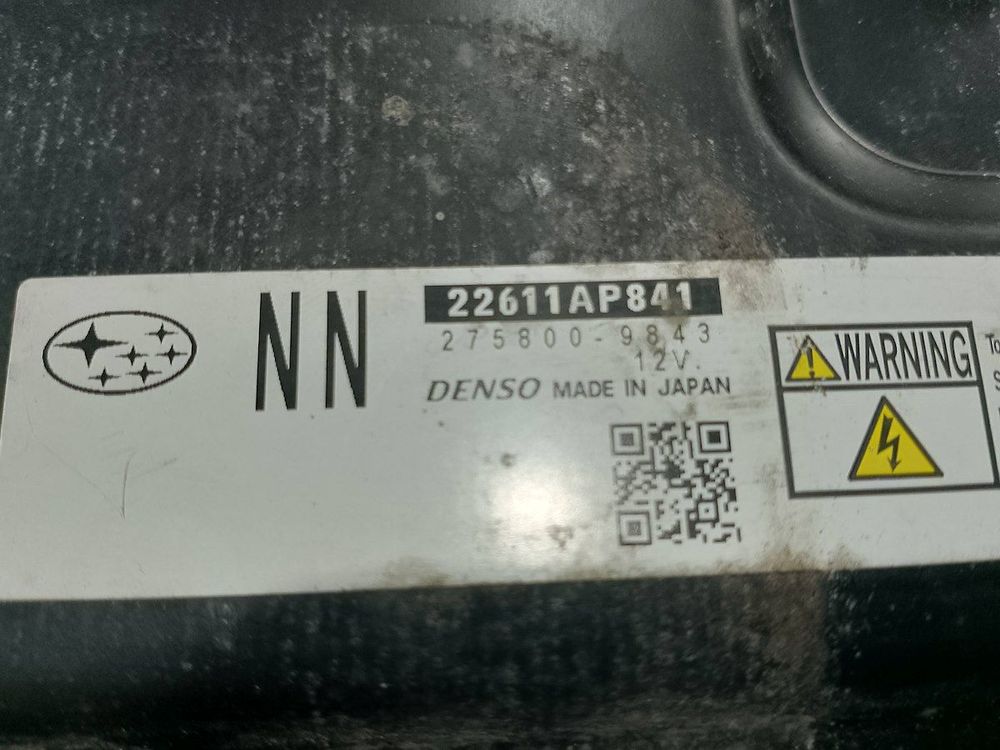 NN
22611AP841
275800-9843
12V.
DENSO MADE IN JAPAN
WARNING